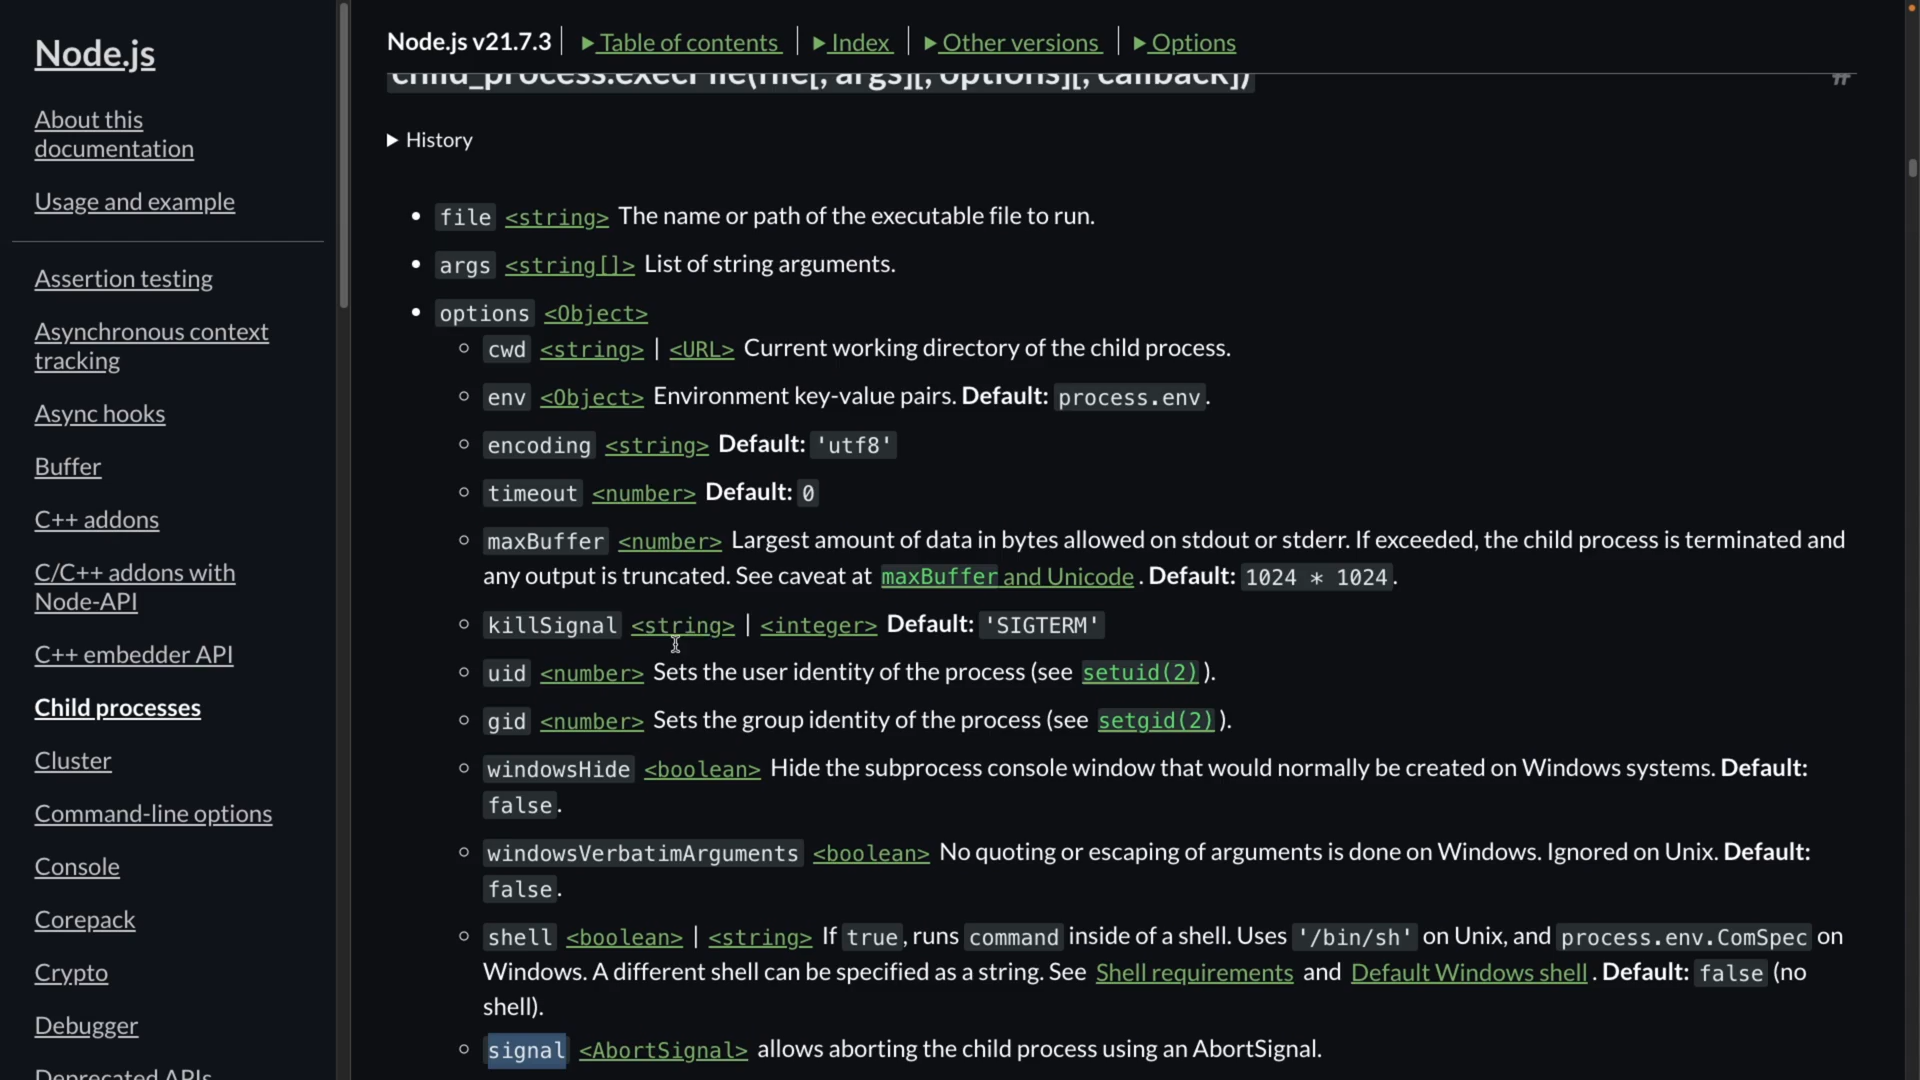 Node.js
About this
documentation
Usage and example
Assertion testing
Asynchronous context
tracking
Async hooks
Buffer
C++ addons
C/C++ addons with
Node-API
C++ embedder API
Child processes
Cluster
Command-line options
Console
Corepack
Crypto
Debugger
Deprecated APIs
Node.js v21.7.3 | ▶ Table of contents | ▶ Index | ▶ Other versions | ▶ Options
child_process.execFile(file[, args][, options][, callback]) #
▶ History
• file <string> The name or path of the executable file to run.
• args <string[]> List of string arguments.
• options <Object>
◦ cwd <string> | <URL> Current working directory of the child process.
◦ env <Object> Environment key-value pairs. Default: process.env.
◦ encoding <string> Default: 'utf8'
◦ timeout <number> Default: 0
◦ maxBuffer <number> Largest amount of data in bytes allowed on stdout or stderr. If exceeded, the child process is terminated and
any output is truncated. See caveat at maxBuffer and Unicode. Default: 1024 * 1024.
◦ killSignal <string> | <integer> Default: 'SIGTERM'
◦ uid <number> Sets the user identity of the process (see setuid(2)).
◦ gid <number> Sets the group identity of the process (see setgid(2)).
◦ windowsHide <boolean> Hide the subprocess console window that would normally be created on Windows systems. Default:
false.
◦ windowsVerbatimArguments <boolean> No quoting or escaping of arguments is done on Windows. Ignored on Unix. Default:
false.
◦ shell <boolean> | <string> If true, runs command inside of a shell. Uses '/bin/sh' on Unix, and process.env.ComSpec on
Windows. A different shell can be specified as a string. See Shell requirements and Default Windows shell. Default: false (no
shell).
◦ signal <AbortSignal> allows aborting the child process using an AbortSignal.